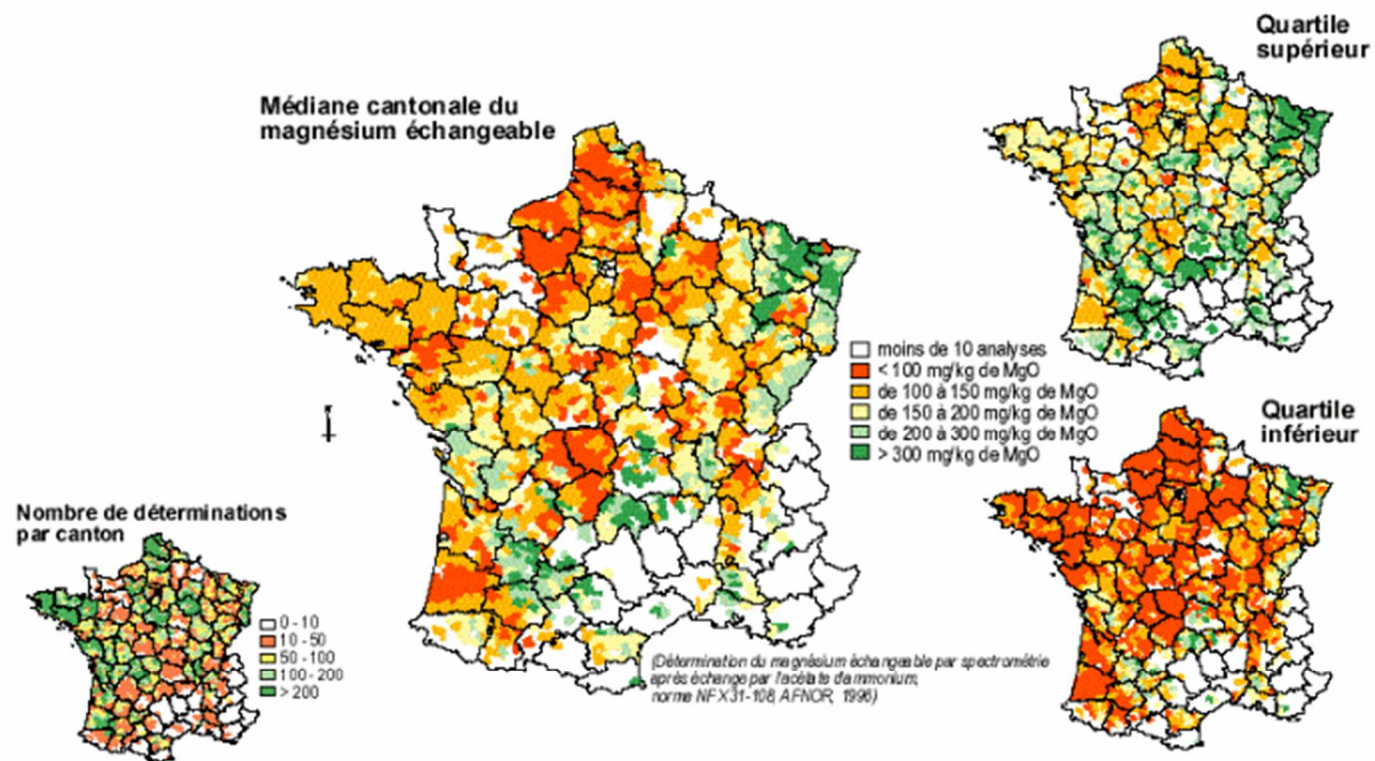 Médiane cantonale du
magnésium échangeable
Quartile
supérieur
moins de 10 analyses
< 100 mg/kg de MgO
de 100 à 150 mg/kg de MgO
de 150 à 200 mg/kg de MgO
de 200 à 300 mg/kg de MgO
> 300 mg/kg de MgO
Quartile
inférieur
Nombre de déterminations
par canton
0 - 10
10 - 50
50 - 100
100 - 200
> 200
(Détermination du magnésium échangeable par spectrométrie
après échange par l'acétate d'ammonium,
norme NFX31-108, AFNOR, 1996)